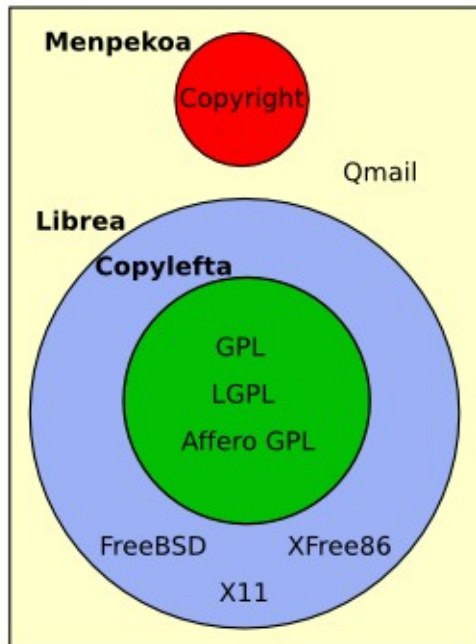 Menpekoa
Copyright
Qmail
Librea
Copylefta
GPL
LGPL
Affero GPL
FreeBSD XFree86
X11